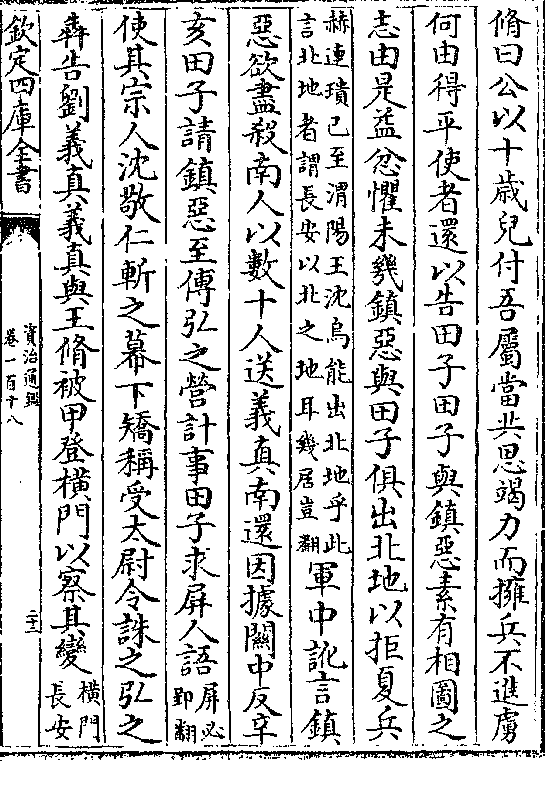 脩曰公以十歳兒付吾屬當共思竭力而擁兵不進虜
何由得平使者還以告田子田子與鎮惡素有相圖之
志由是益忿懼未幾鎮惡與田子俱出北地以拒夏兵
赫連璝已至渭陽王沈烏能出北地乎此
言北地者謂長安以北之地耳幾居豈翻
軍中訛言鎮
惡欲盡殺南人以數十人送義真南還因據關中反辛
亥田子請鎮惡至傅弘之營計事田子求屏人語
屏必
郢翻
使其宗人沈敬仁斬之幕下矯稱受太尉令誅之弘之
犇告劉義真義真與王脩被甲登橫門以察其變
橫門
長安
欽定四庫全書
資治通鑑
卷一百十八
二十三